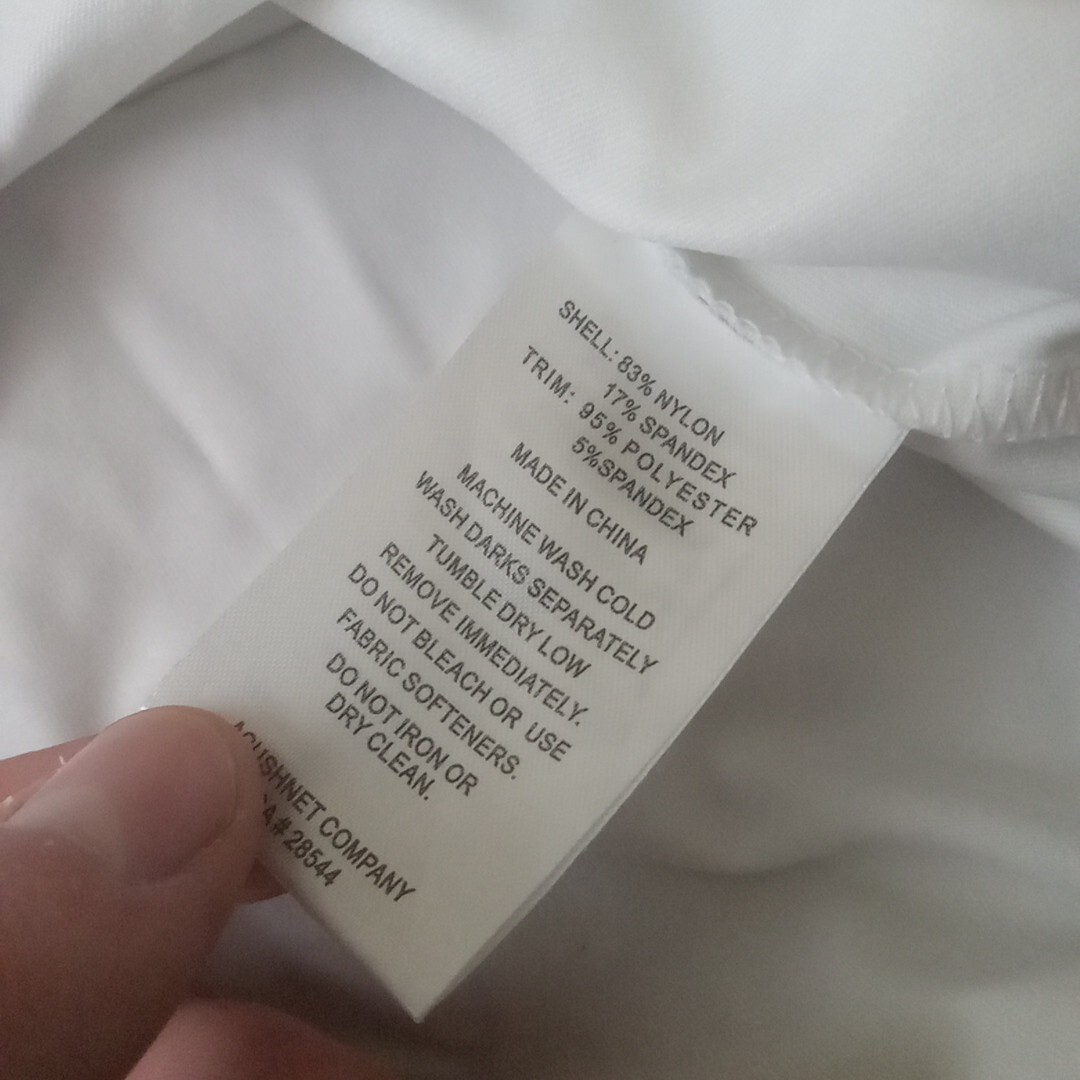 SHELL: 83% NYLON
17% SPANDEX
TRIM: 95% POLYESTER
5%SPANDEX
MADE IN CHINA
MACHINE WASH COLD
WASH DARKS SEPARATELY
TUMBLE DRY LOW
REMOVE IMMEDIATELY.
DO NOT BLEACH OR USE
FABRIC SOFTENERS.
DO NOT IRON OR
DRY CLEAN.
ACUSHNET COMPANY
# 28544